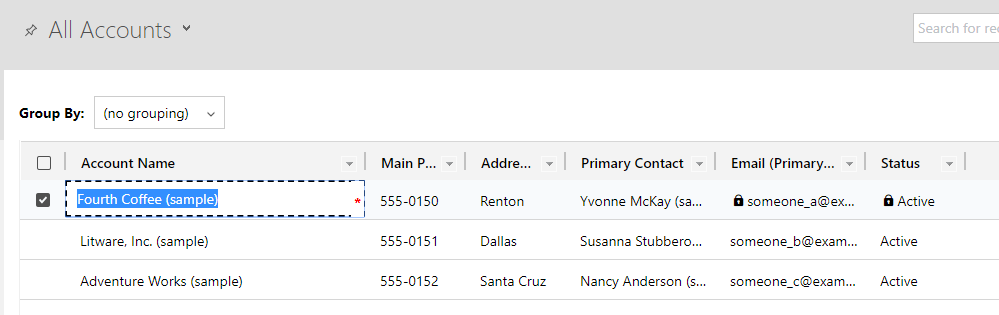 All Accounts
Search for rec
Group By: (no grouping)
Account Name Main P... Addre... Primary Contact Email (Primary... Status
Fourth Coffee (sample) * 555-0150 Renton Yvonne McKay (sa... someone_a@ex... Active
Litware, Inc. (sample) 555-0151 Dallas Susanna Stubbero... someone_b@exam... Active
Adventure Works (sample) 555-0152 Santa Cruz Nancy Anderson (s... someone_c@exam... Active